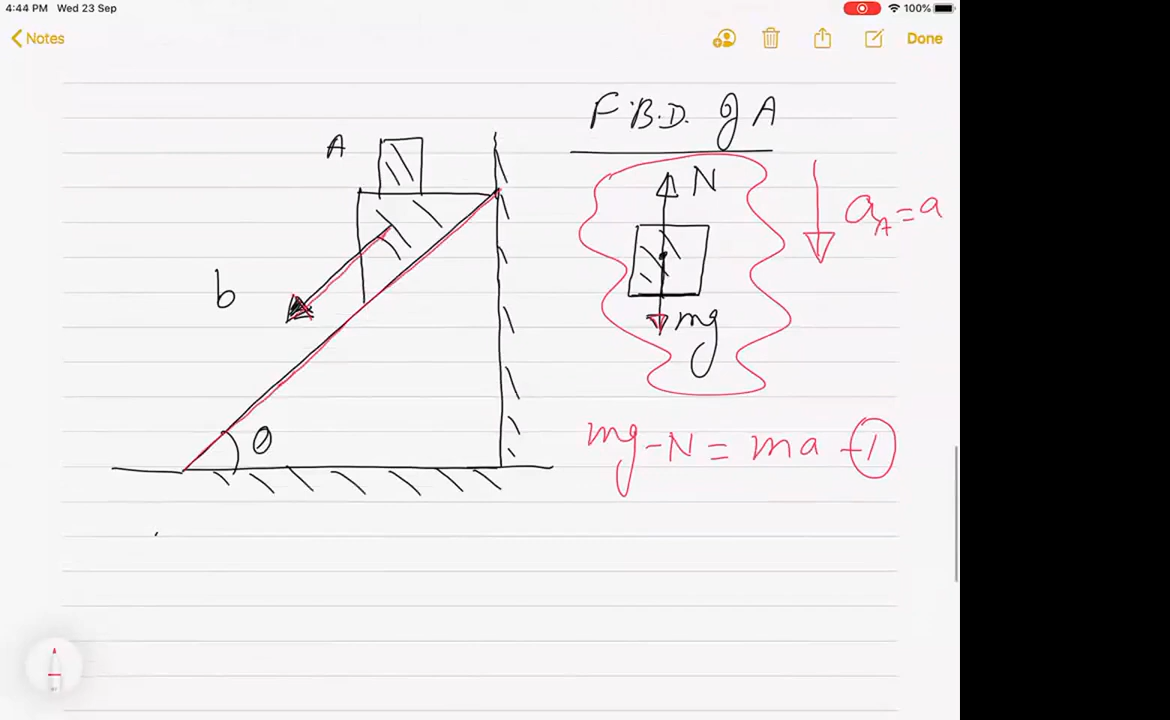 4:44 PM Wed 23 Sep
100%
Notes
Done
F.B.D. of A
A
N
a_A = a
b
mg
θ
mg - N = ma - ①